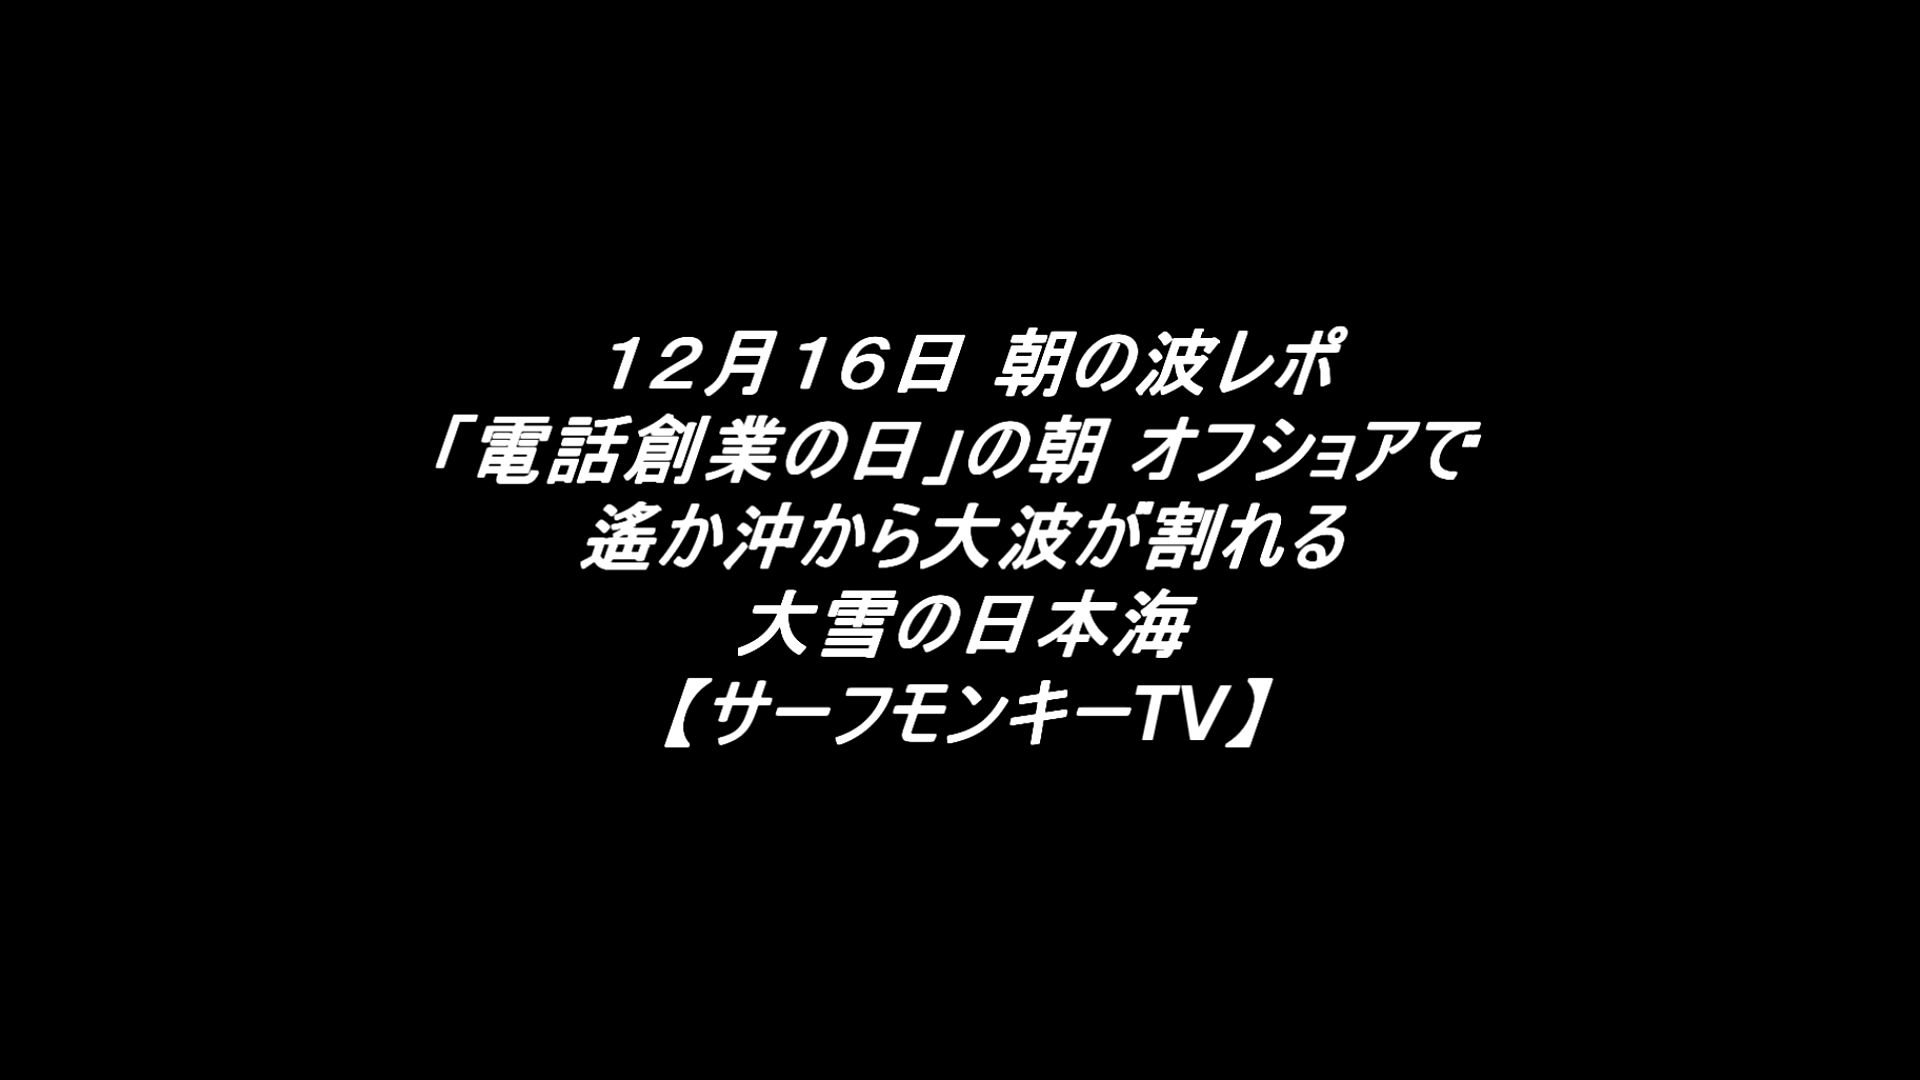 １２月１６日 朝の波レポ
「電話創業の日」の朝 オフショアで
遙か沖から大波が割れる
大雪の日本海
【サーフモンキーTV】